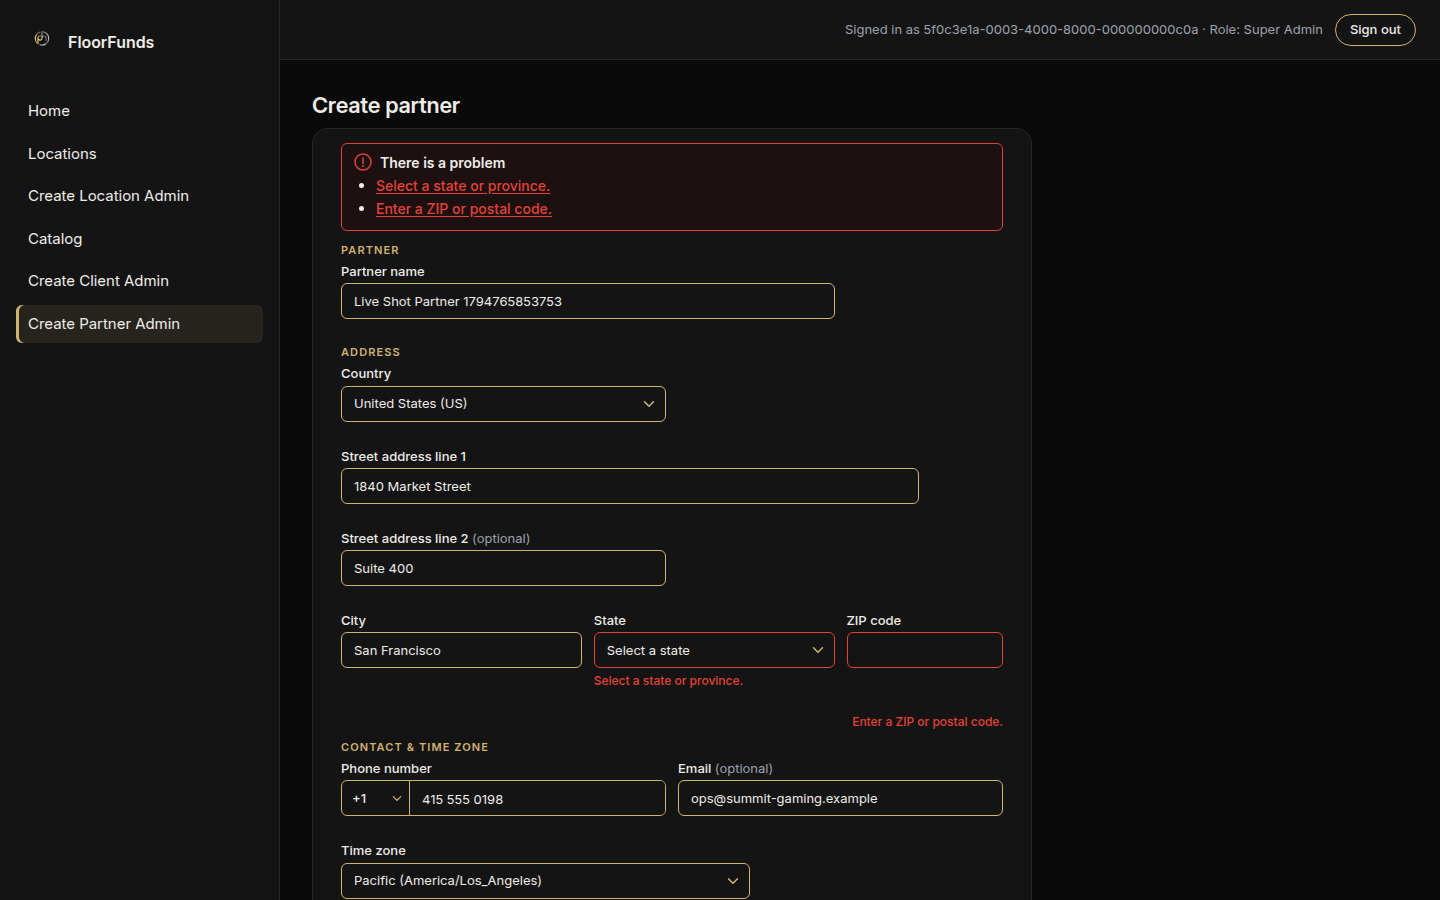 FloorFunds
Signed in as 5f0c3e1a-0003-4000-8000-000000000c0a · Role: Super Admin
Sign out
Home
Locations
Create Location Admin
Catalog
Create Client Admin
Create Partner Admin
Create partner
There is a problem
Select a state or province.
Enter a ZIP or postal code.
PARTNER
Partner name
Live Shot Partner 1794765853753
ADDRESS
Country
United States (US)
Street address line 1
1840 Market Street
Street address line 2 (optional)
Suite 400
City State ZIP code
San Francisco Select a state
Select a state or province.
Enter a ZIP or postal code.
CONTACT & TIME ZONE
Phone number Email (optional)
+1 415 555 0198 ops@summit-gaming.example
Time zone
Pacific (America/Los_Angeles)